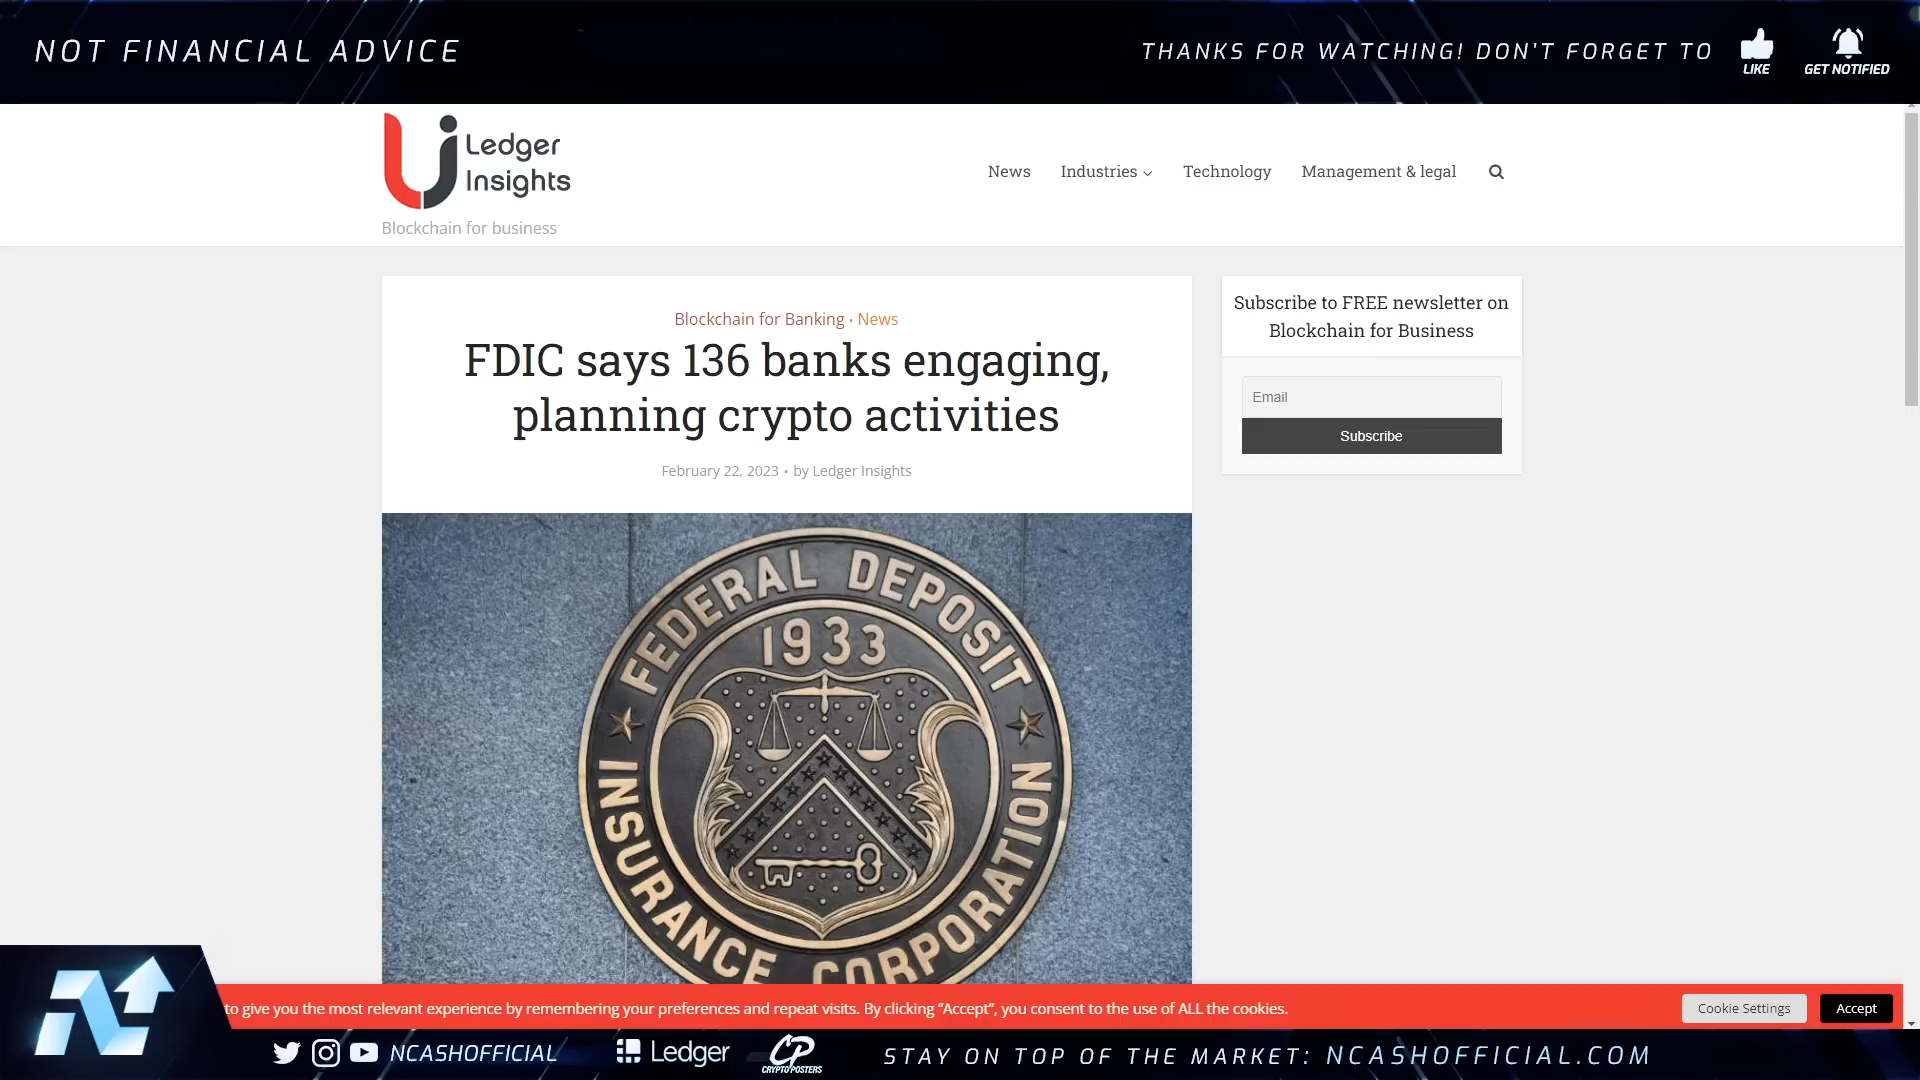 NOT FINANCIAL ADVICE
THANKS FOR WATCHING! DON'T FORGET TO
LIKE
GET NOTIFIED
Ledger
Insights
Blockchain for business
News
Industries
Technology
Management & legal
Blockchain for Banking • News
FDIC says 136 banks engaging,
planning crypto activities
February 22, 2023 • by Ledger Insights
Subscribe to FREE newsletter on
Blockchain for Business
Email
Subscribe
FEDERAL DEPOSIT
1933
INSURANCE CORPORATION
to give you the most relevant experience by remembering your preferences and repeat visits. By clicking “Accept”, you consent to the use of ALL the cookies.
Cookie Settings
Accept
NCASHOFFICIAL
Ledger
CP
CRYPTOPOSTERS
STAY ON TOP OF THE MARKET: NCASHOFFICIAL.COM